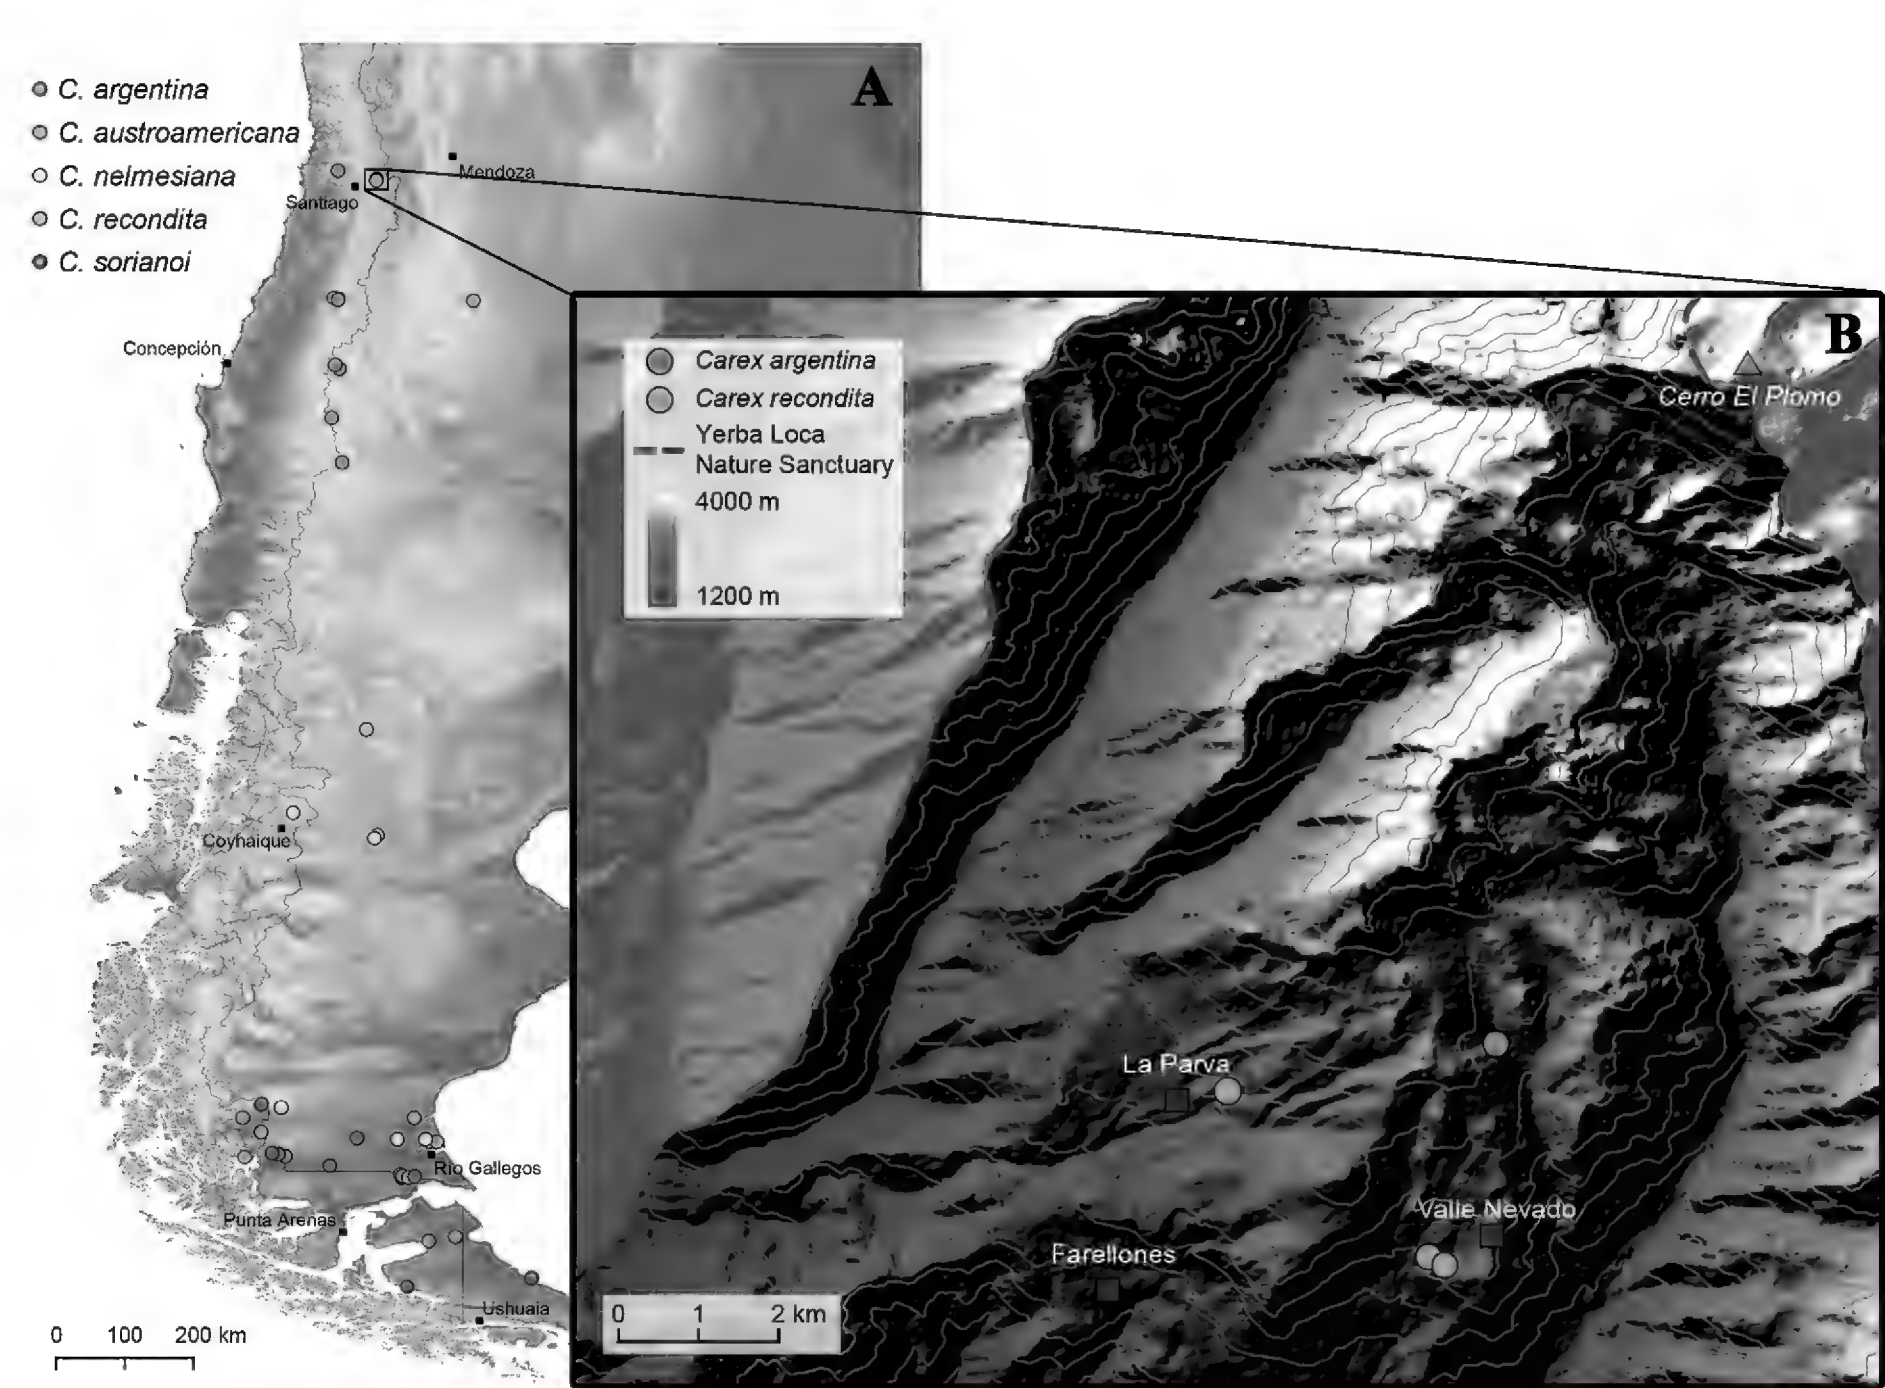 A
C. argentina
C. austroamericana
C. nelmesiana
C. recondita
C. sorianoi
Mendoza
Santiago
Concepción
Coyhaique
Río Gallegos
Punta Arenas
Ushuaia
0 100 200 km
B
Carex argentina
Carex recondita
Yerba Loca
Nature Sanctuary
4000 m
1200 m
Cerro El Plomo
La Parva
Valle Nevado
Farellones
0 1 2 km